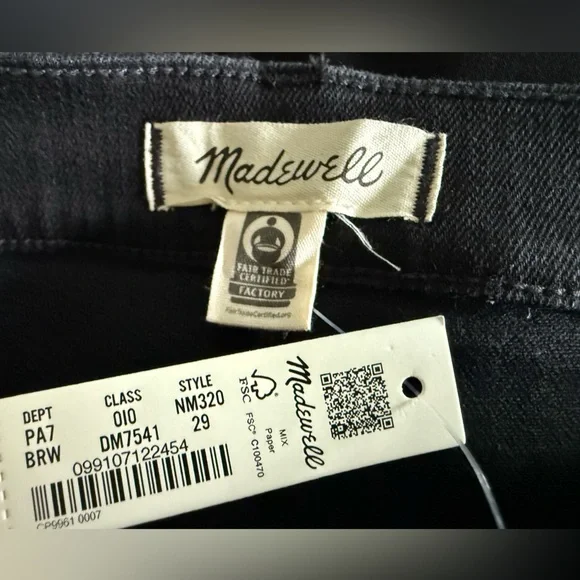 Madewell
FAIR TRADE
CERTIFIED
FACTORY
FairTradeCertified.org
DEPT CLASS STYLE
PA7 010 NM320
BRW DM7541 29
099107122454
CP9961 0007
FSC
FSC® C100470
MIX
Paper
Madewell